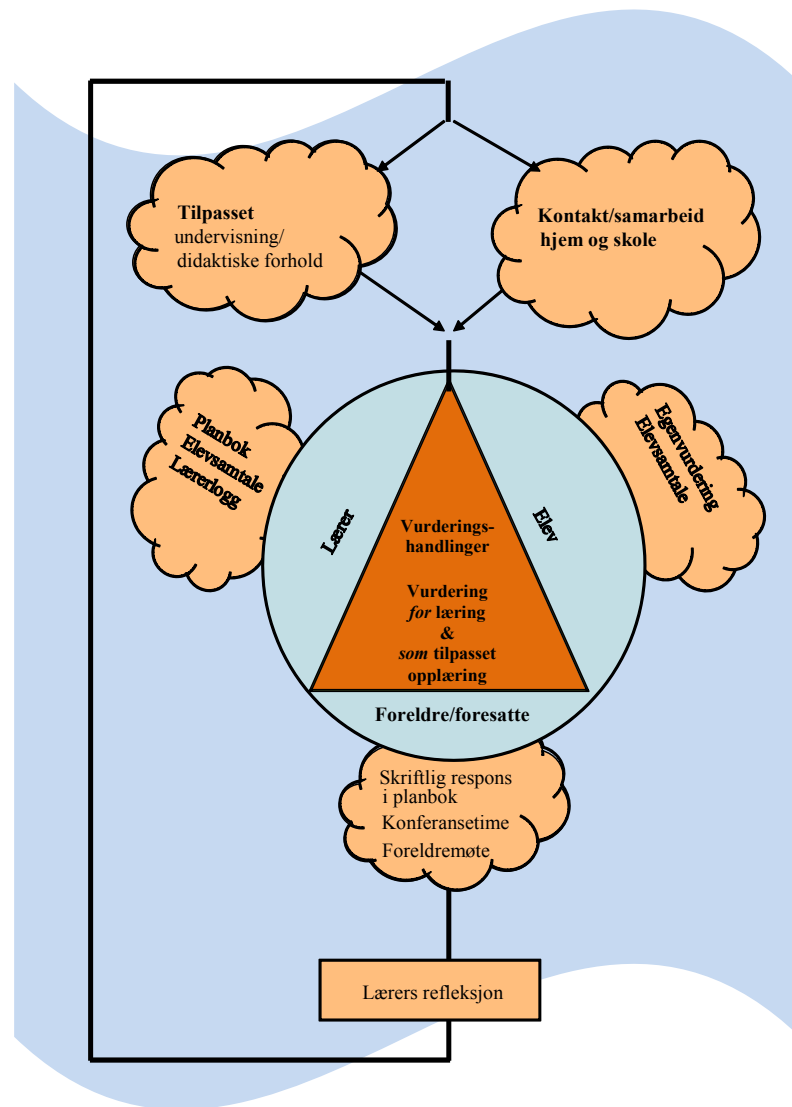 Tilpasset
undervisning/
didaktiske forhold
Kontakt/samarbeid
hjem og skole
Planbok
Elevsamtale
Lærerlogg
Egenvurdering
Elevsamtale
Lærer
Elev
Vurderings-
handlinger
Vurdering
for læring
&
som tilpasset
opplæring
Foreldre/foresatte
Skriftlig respons
i planbok
Konferansetime
Foreldremøte
Lærers refleksjon